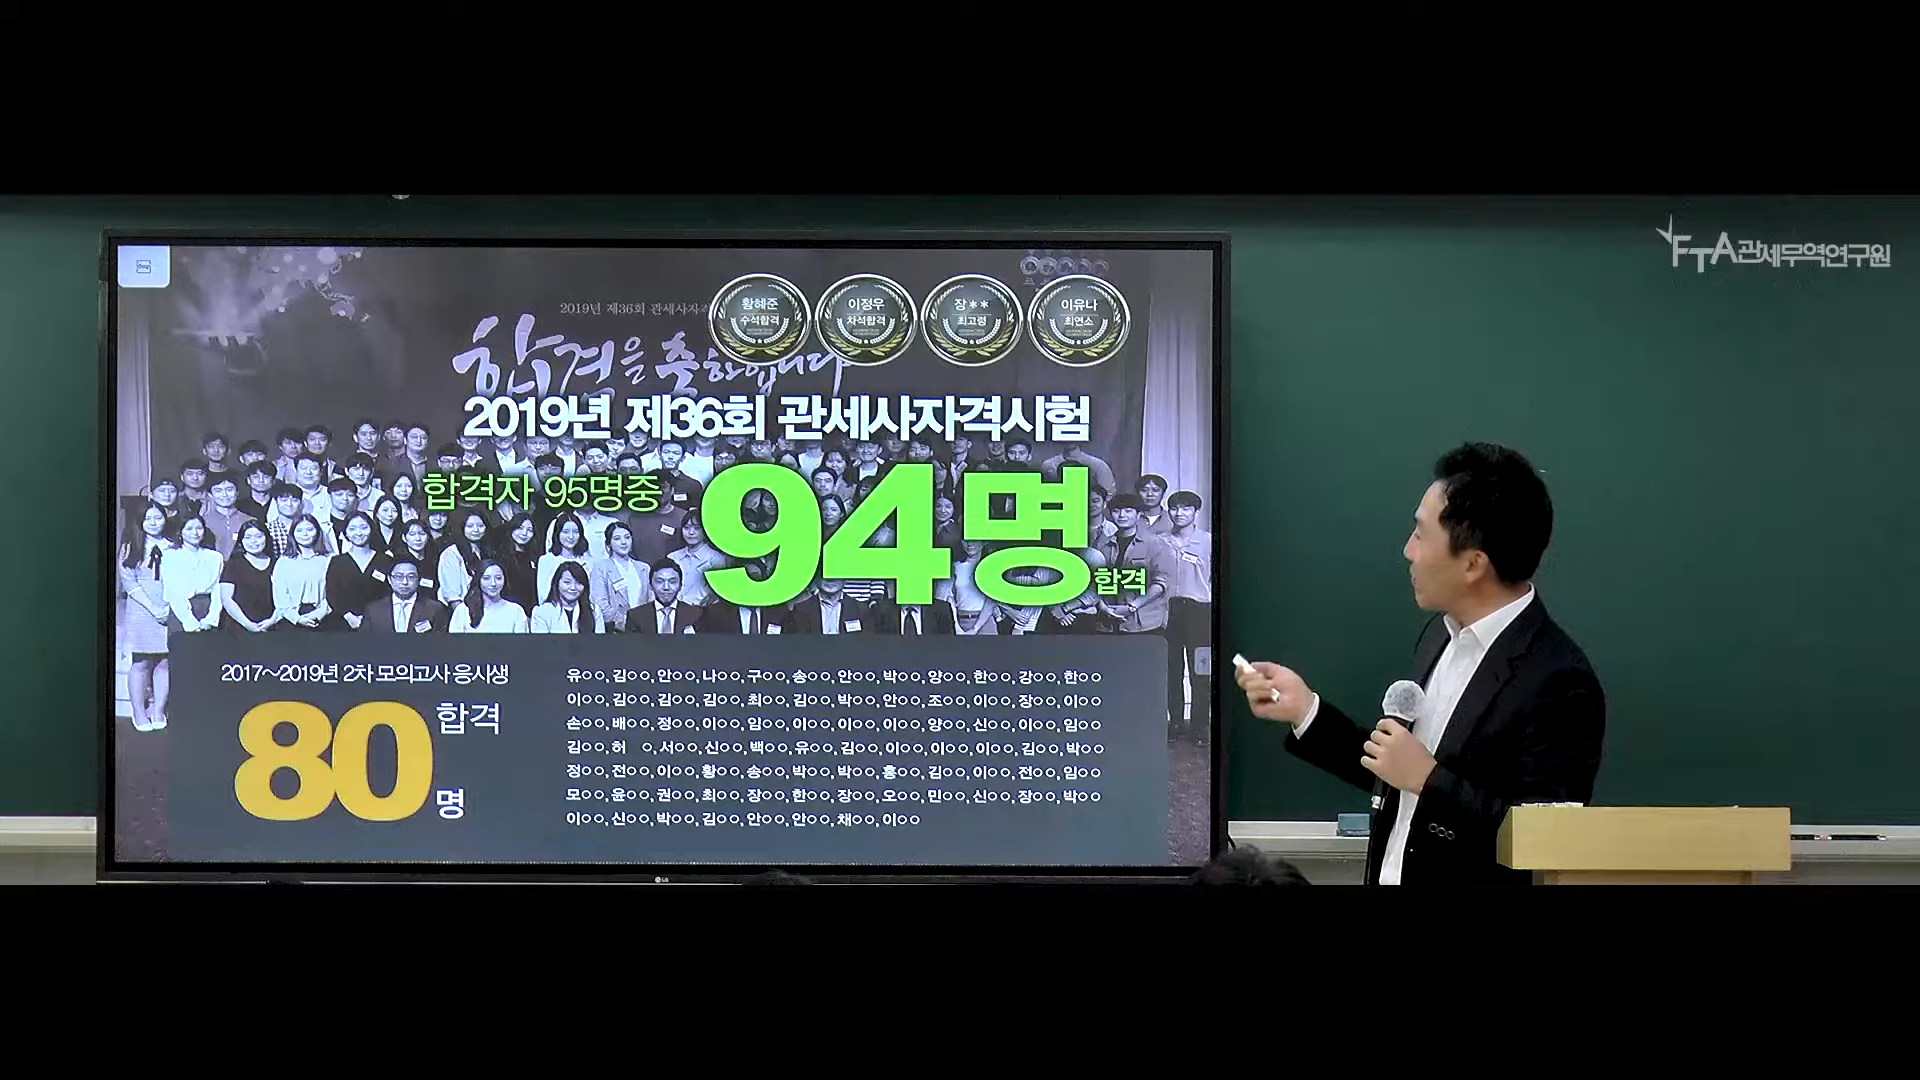 FTA관세무역연구원
황혜준
수석합격
이정우
차석합격
장**
최고령
이유나
최연소
2019년 제36회 관세사자격
합격을 축하합니다
2019년 제36회 관세사자격시험
합격자 95명중
94명
합격
2017~2019년 2차 모의고사 응시생
80
합격
명
유○○, 김○○, 안○○, 나○○, 구○○, 송○○, 안○○, 박○○, 양○○, 한○○, 강○○, 한○○
이○○, 김○○, 김○○, 김○○, 최○○, 김○○, 박○○, 안○○, 조○○, 이○○, 장○○, 이○○
손○○, 배○○, 정○○, 이○○, 임○○, 이○○, 이○○, 이○○, 양○○, 신○○, 이○○, 임○○
김○○, 허 ○, 서○○, 신○○, 백○○, 유○○, 김○○, 이○○, 이○○, 이○○, 김○○, 박○○
정○○, 전○○, 이○○, 황○○, 송○○, 박○○, 박○○, 홍○○, 김○○, 이○○, 전○○, 임○○
모○○, 윤○○, 권○○, 최○○, 장○○, 한○○, 장○○, 오○○, 민○○, 신○○, 장○○, 박○○
이○○, 신○○, 박○○, 김○○, 안○○, 안○○, 채○○, 이○○
LG